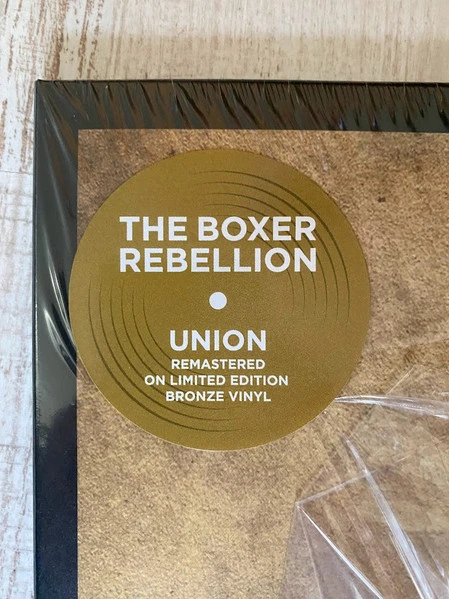 THE BOXER
REBELLION
UNION
REMASTERED
ON LIMITED EDITION
BRONZE VINYL